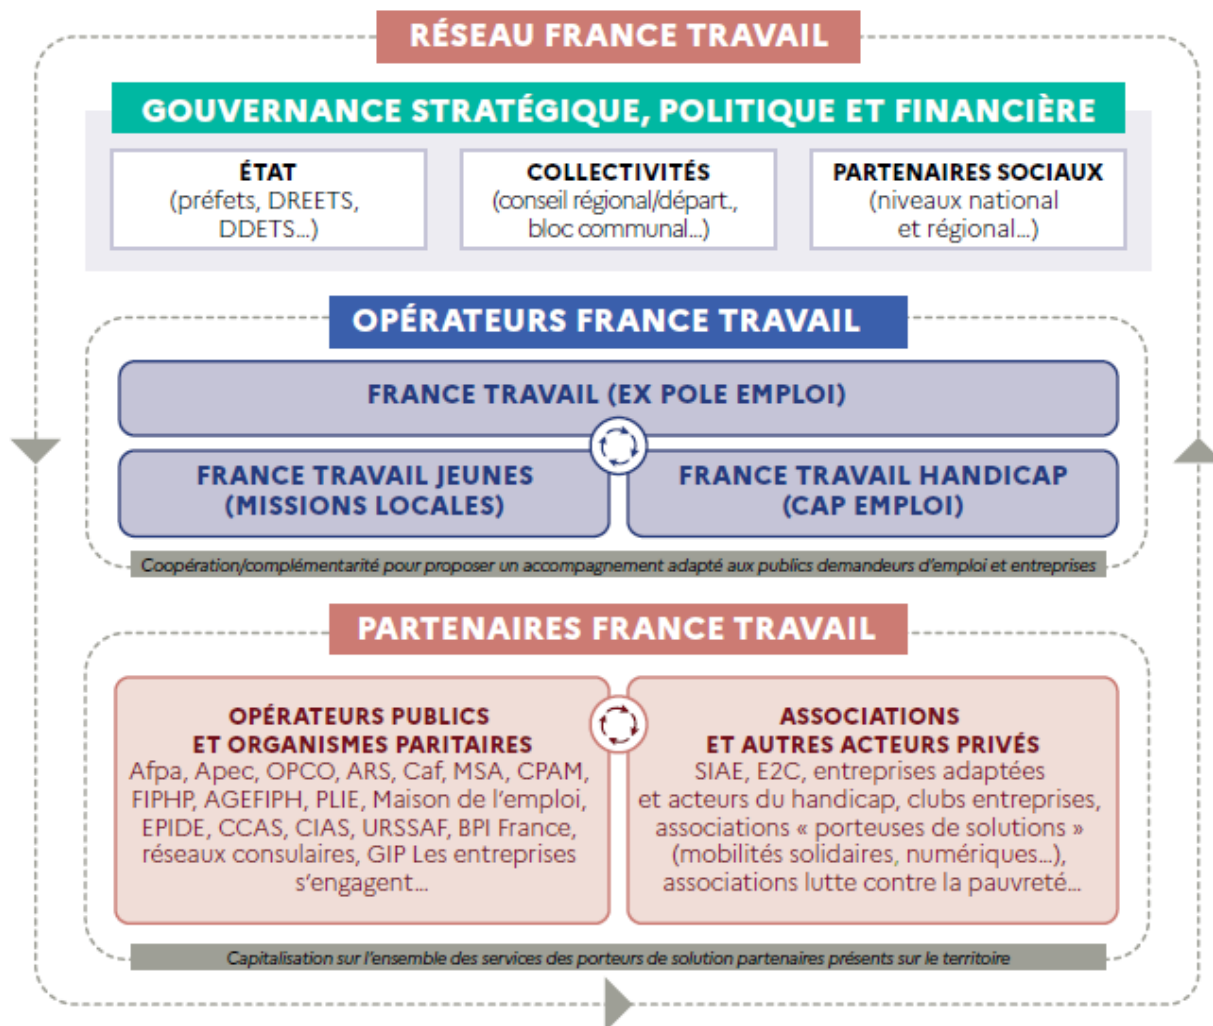 RÉSEAU FRANCE TRAVAIL
GOUVERNANCE STRATÉGIQUE, POLITIQUE ET FINANCIÈRE
ÉTAT
(préfets, DREETS,
DDETS...)
COLLECTIVITÉS
(conseil régional/départ.,
bloc communal...)
PARTENAIRES SOCIAUX
(niveaux national
et régional...)
OPÉRATEURS FRANCE TRAVAIL
FRANCE TRAVAIL (EX POLE EMPLOI)
FRANCE TRAVAIL JEUNES
(MISSIONS LOCALES)
FRANCE TRAVAIL HANDICAP
(CAP EMPLOI)
Coopération/complémentarité pour proposer un accompagnement adapté aux publics demandeurs d'emploi et entreprises
PARTENAIRES FRANCE TRAVAIL
OPÉRATEURS PUBLICS
ET ORGANISMES PARITAIRES
Afpa, Apec, OPCO, ARS, Caf, MSA, CPAM,
FIPHP, AGEFIPH, PLIE, Maison de l'emploi,
EPIDE, CCAS, CIAS, URSSAF, BPI France,
réseaux consulaires, GIP Les entreprises
s'engagent...
ASSOCIATIONS
ET AUTRES ACTEURS PRIVÉS
SIAE, E2C, entreprises adaptées
et acteurs du handicap, clubs entreprises,
associations « porteuses de solutions »
(mobilités solidaires, numériques...),
associations lutte contre la pauvreté...
Capitalisation sur l'ensemble des services des porteurs de solution partenaires présents sur le territoire